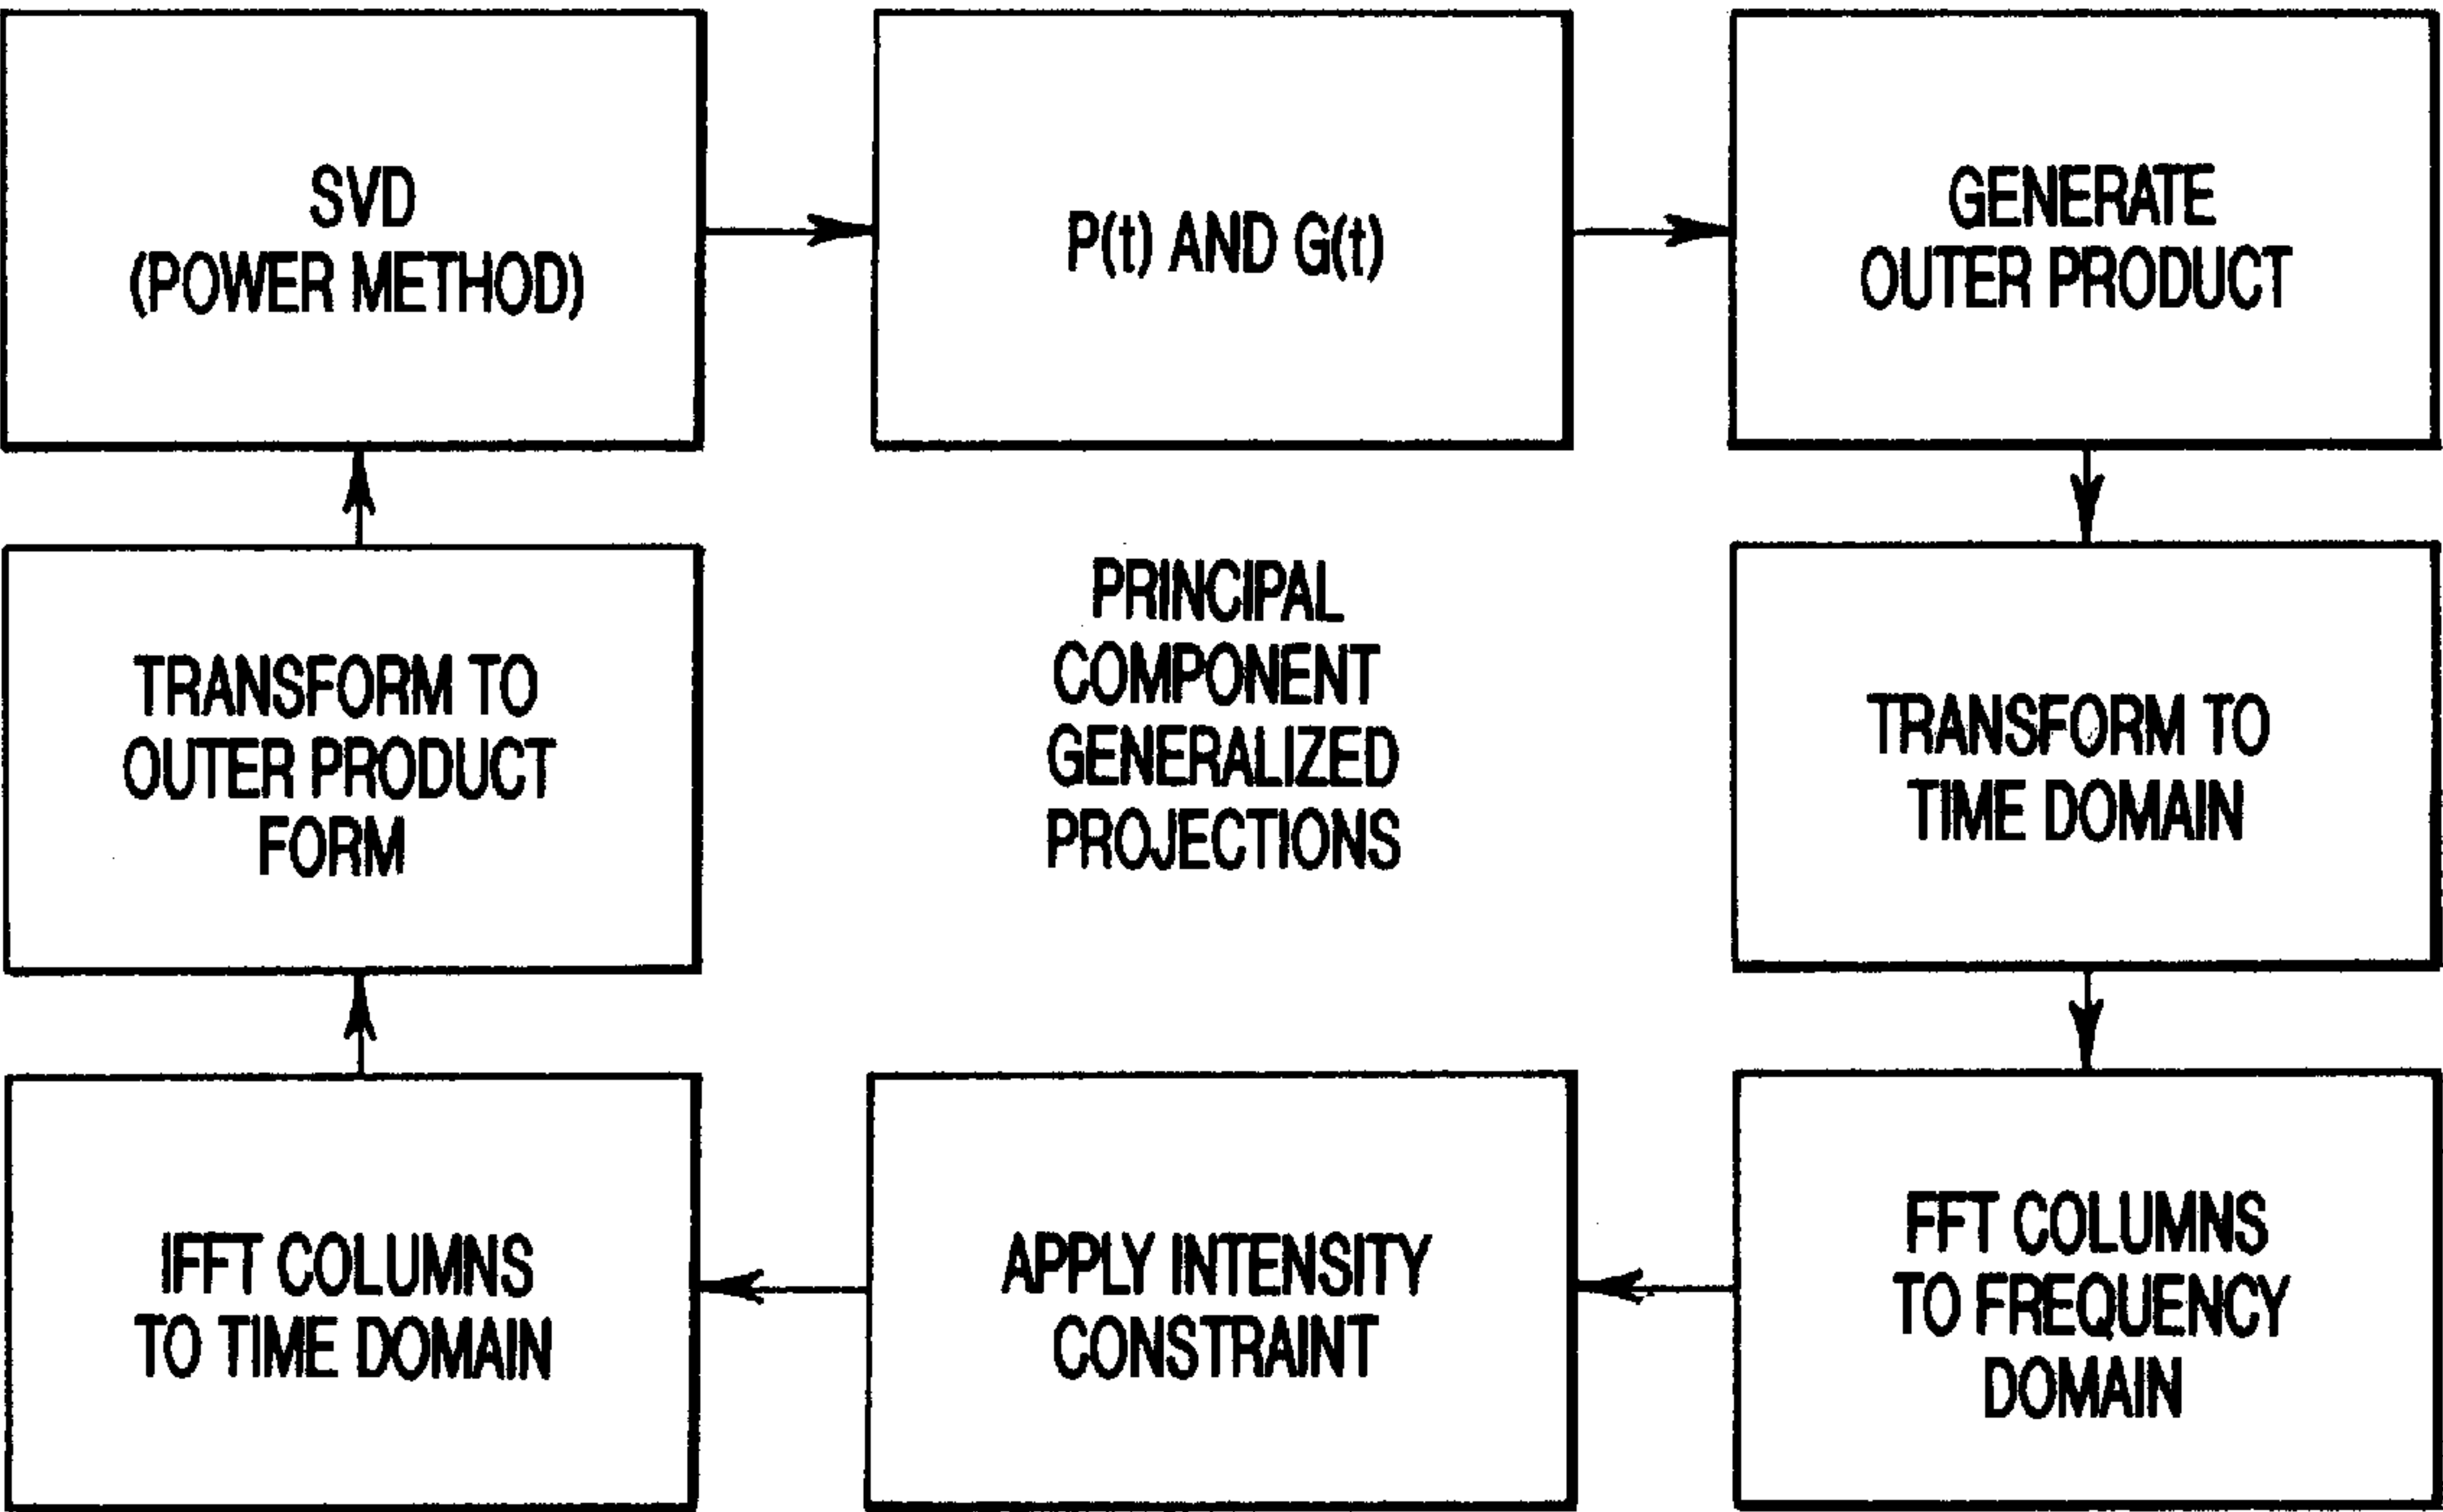 SVD
(POWER METHOD)
P(t) AND G(t)
GENERATE
OUTER PRODUCT
TRANSFORM TO
OUTER PRODUCT
FORM
PRINCIPAL
COMPONENT
GENERALIZED
PROJECTIONS
TRANSFORM TO
TIME DOMAIN
IFFT COLUMNS
TO TIME DOMAIN
APPLY INTENSITY
CONSTRAINT
FFT COLUMNS
TO FREQUENCY
DOMAIN